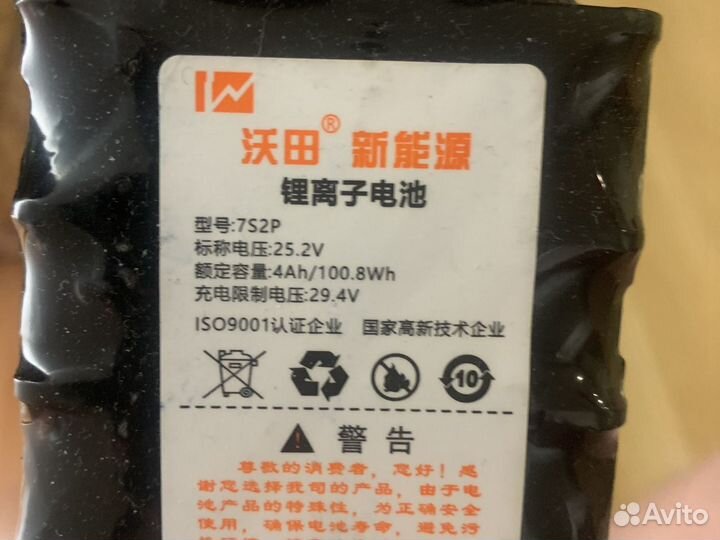 沃田® 新能源
锂离子电池
型号:7S2P
标称电压:25.2V
额定容量:4Ah/100.8Wh
充电限制电压:29.4V
ISO9001认证企业 国家高新技术企业
10
警告
尊敬的消费者，您好！感
谢您选择我司的产品，由于电
池产品的特殊性，为正确安全
使用，确保电池寿命，避免污
Avito